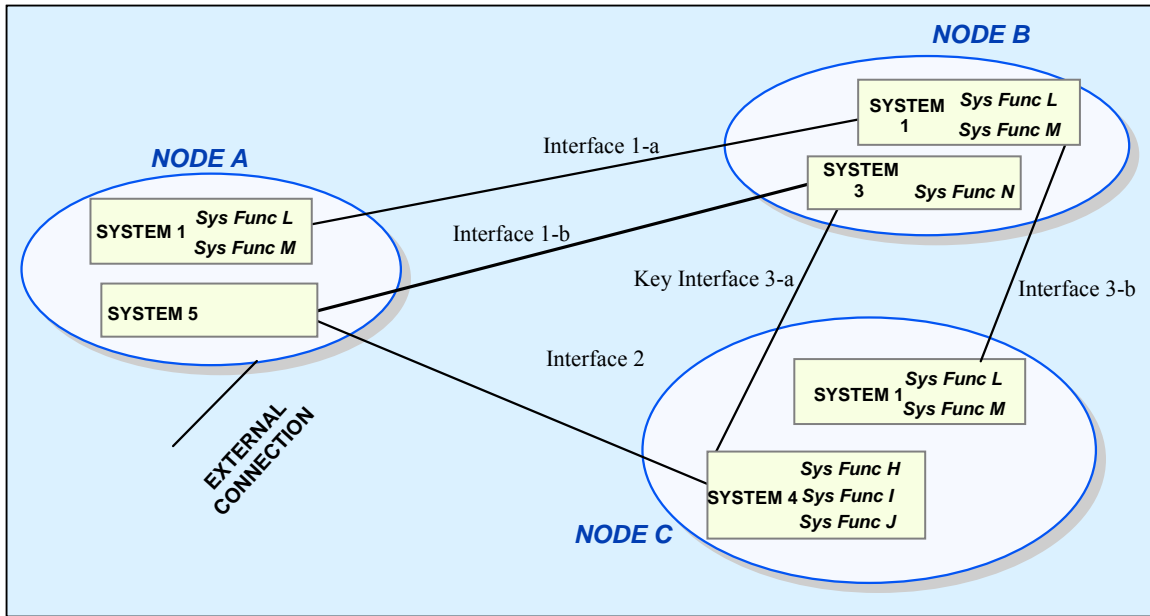 NODE B
SYSTEM
1
Sys Func L
Sys Func M
Interface 1-a
NODE A
SYSTEM
3
Sys Func N
SYSTEM 1
Sys Func L
Sys Func M
Interface 1-b
Key Interface 3-a
Interface 3-b
SYSTEM 5
Interface 2
SYSTEM 1
Sys Func L
Sys Func M
EXTERNAL
CONNECTION
SYSTEM 4
Sys Func H
Sys Func I
Sys Func J
NODE C